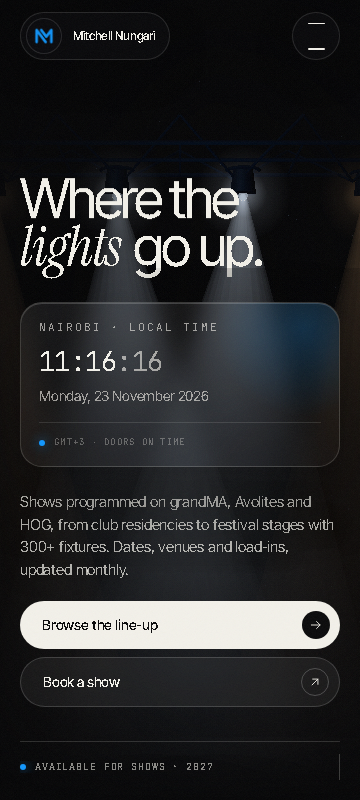 Mitchell Nungari
Where the
lights go up.
NAIROBI · LOCAL TIME
11:16:16
Monday, 23 November 2026
GMT+3 · DOORS ON TIME
Shows programmed on grandMA, Avolites and
HOG, from club residencies to festival stages with
300+ fixtures. Dates, venues and load-ins,
updated monthly.
Browse the line-up
Book a show
AVAILABLE FOR SHOWS · 2027